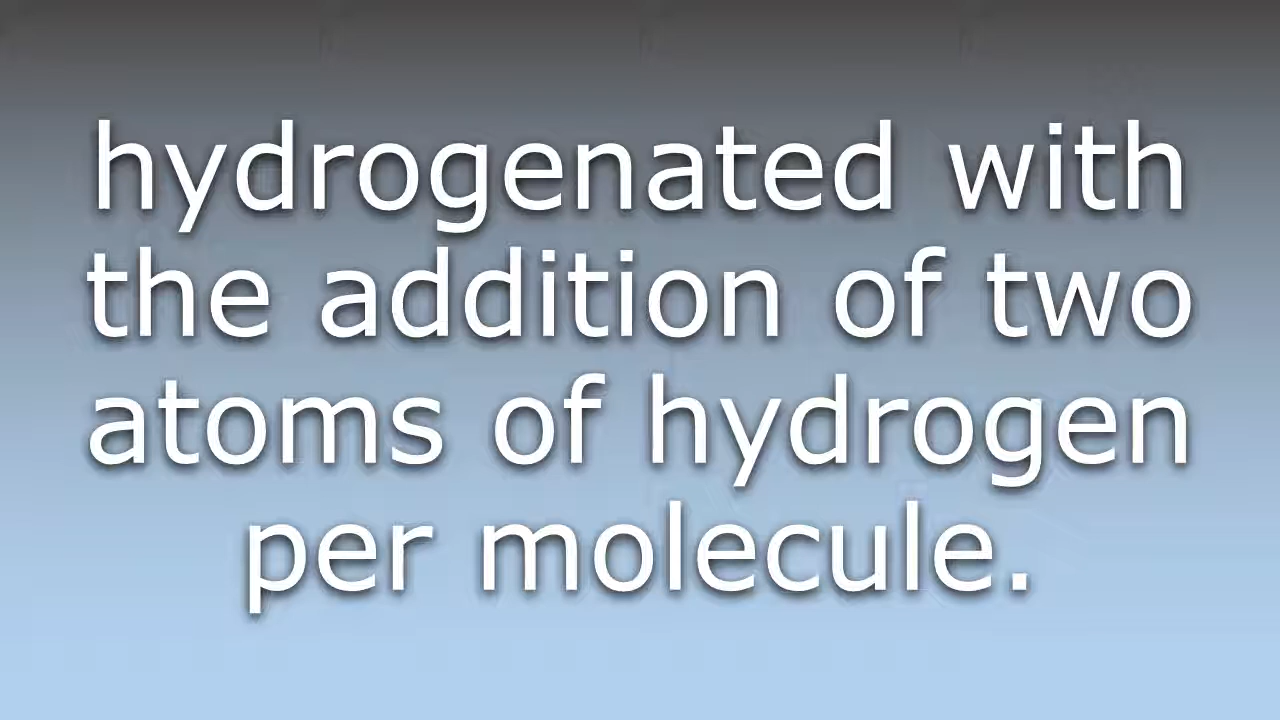 hydrogenated with
the addition of two
atoms of hydrogen
per molecule.